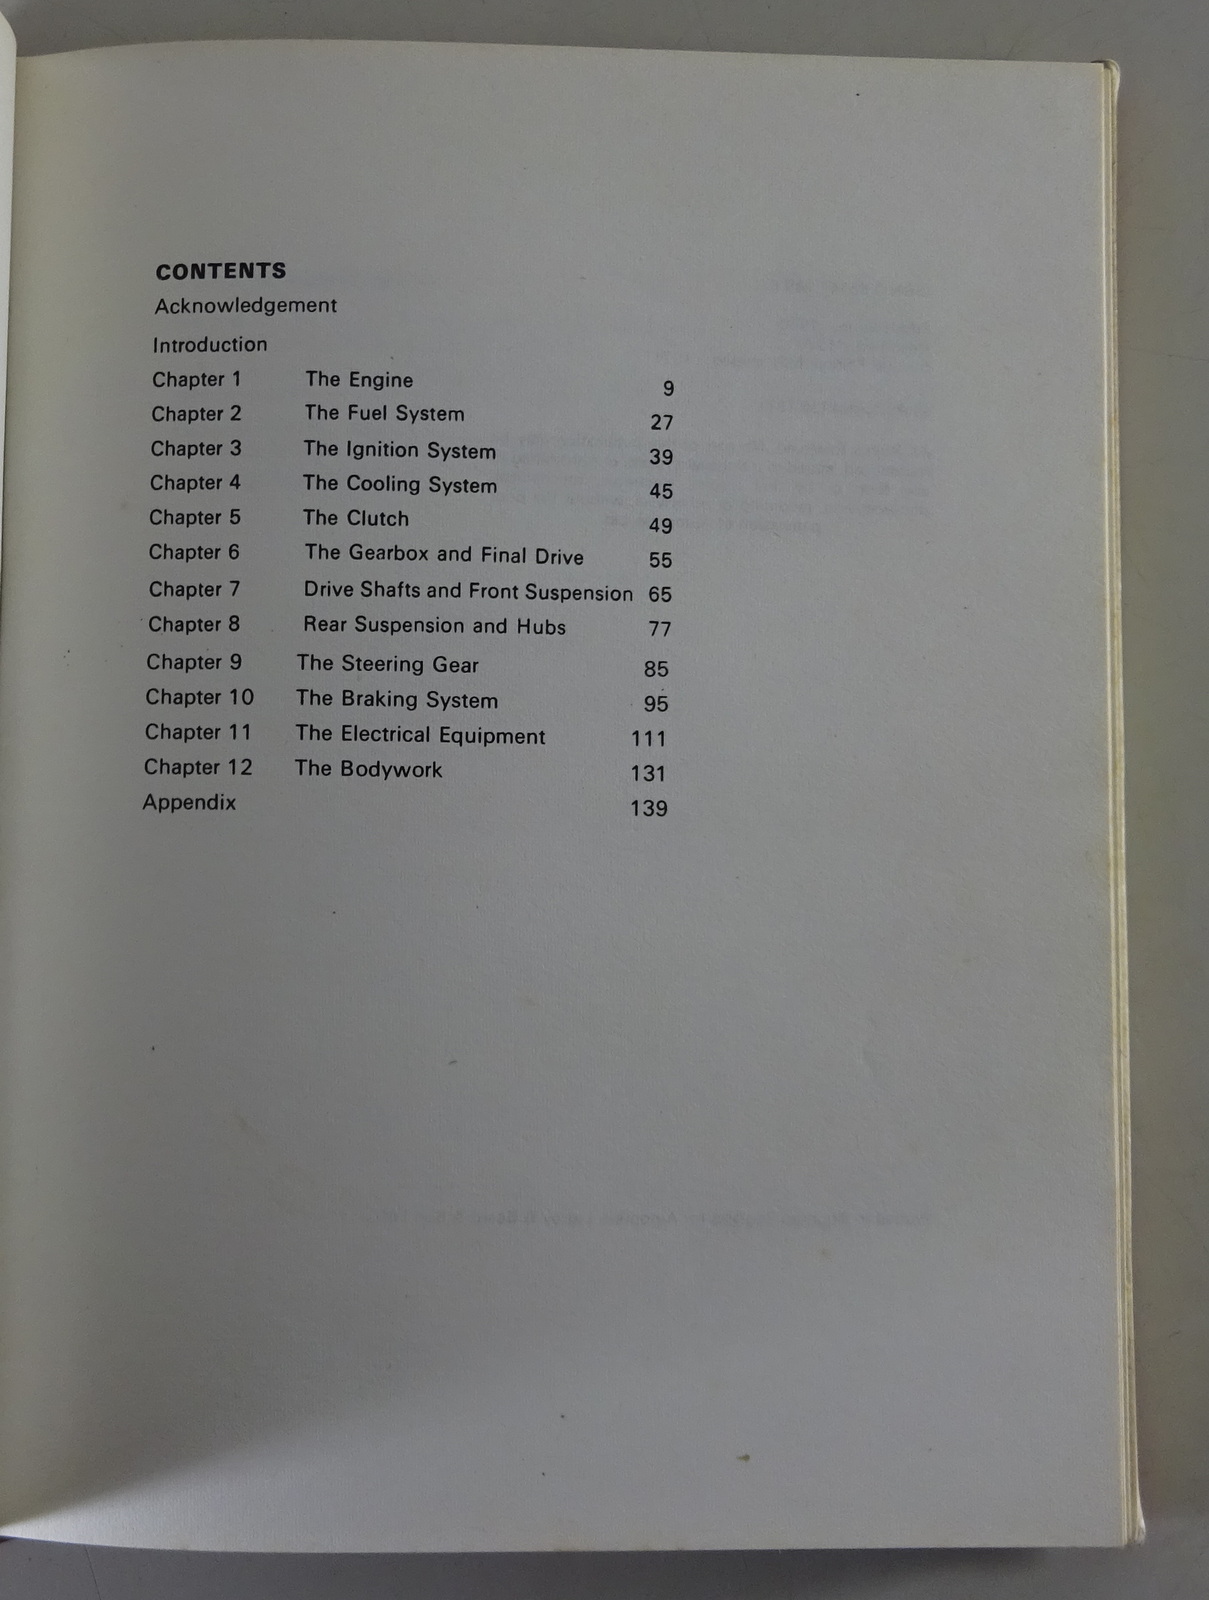 CONTENTS
Acknowledgement
Introduction
Chapter 1 The Engine 9
Chapter 2 The Fuel System 27
Chapter 3 The Ignition System 39
Chapter 4 The Cooling System 45
Chapter 5 The Clutch 49
Chapter 6 The Gearbox and Final Drive 55
Chapter 7 Drive Shafts and Front Suspension 65
Chapter 8 Rear Suspension and Hubs 77
Chapter 9 The Steering Gear 85
Chapter 10 The Braking System 95
Chapter 11 The Electrical Equipment 111
Chapter 12 The Bodywork 131
Appendix 139